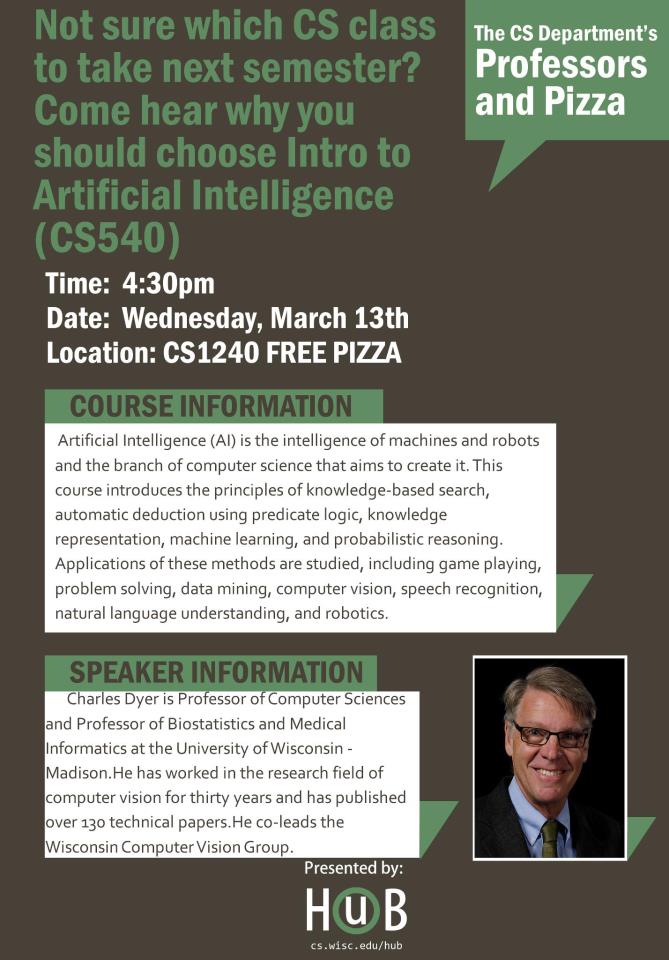 Not sure which CS class
to take next semester?
Come hear why you
should choose Intro to
Artificial Intelligence
(CS540)
The CS Department's
Professors
and Pizza
Time: 4:30pm
Date: Wednesday, March 13th
Location: CS1240 FREE PIZZA
COURSE INFORMATION
Artificial Intelligence (AI) is the intelligence of machines and robots
and the branch of computer science that aims to create it. This
course introduces the principles of knowledge-based search,
automatic deduction using predicate logic, knowledge
representation, machine learning, and probabilistic reasoning.
Applications of these methods are studied, including game playing,
problem solving, data mining, computer vision, speech recognition,
natural language understanding, and robotics.
SPEAKER INFORMATION
Charles Dyer is Professor of Computer Sciences
and Professor of Biostatistics and Medical
Informatics at the University of Wisconsin -
Madison.He has worked in the research field of
computer vision for thirty years and has published
over 130 technical papers.He co-leads the
Wisconsin Computer Vision Group.
Presented by:
HuB
cs.wisc.edu/hub